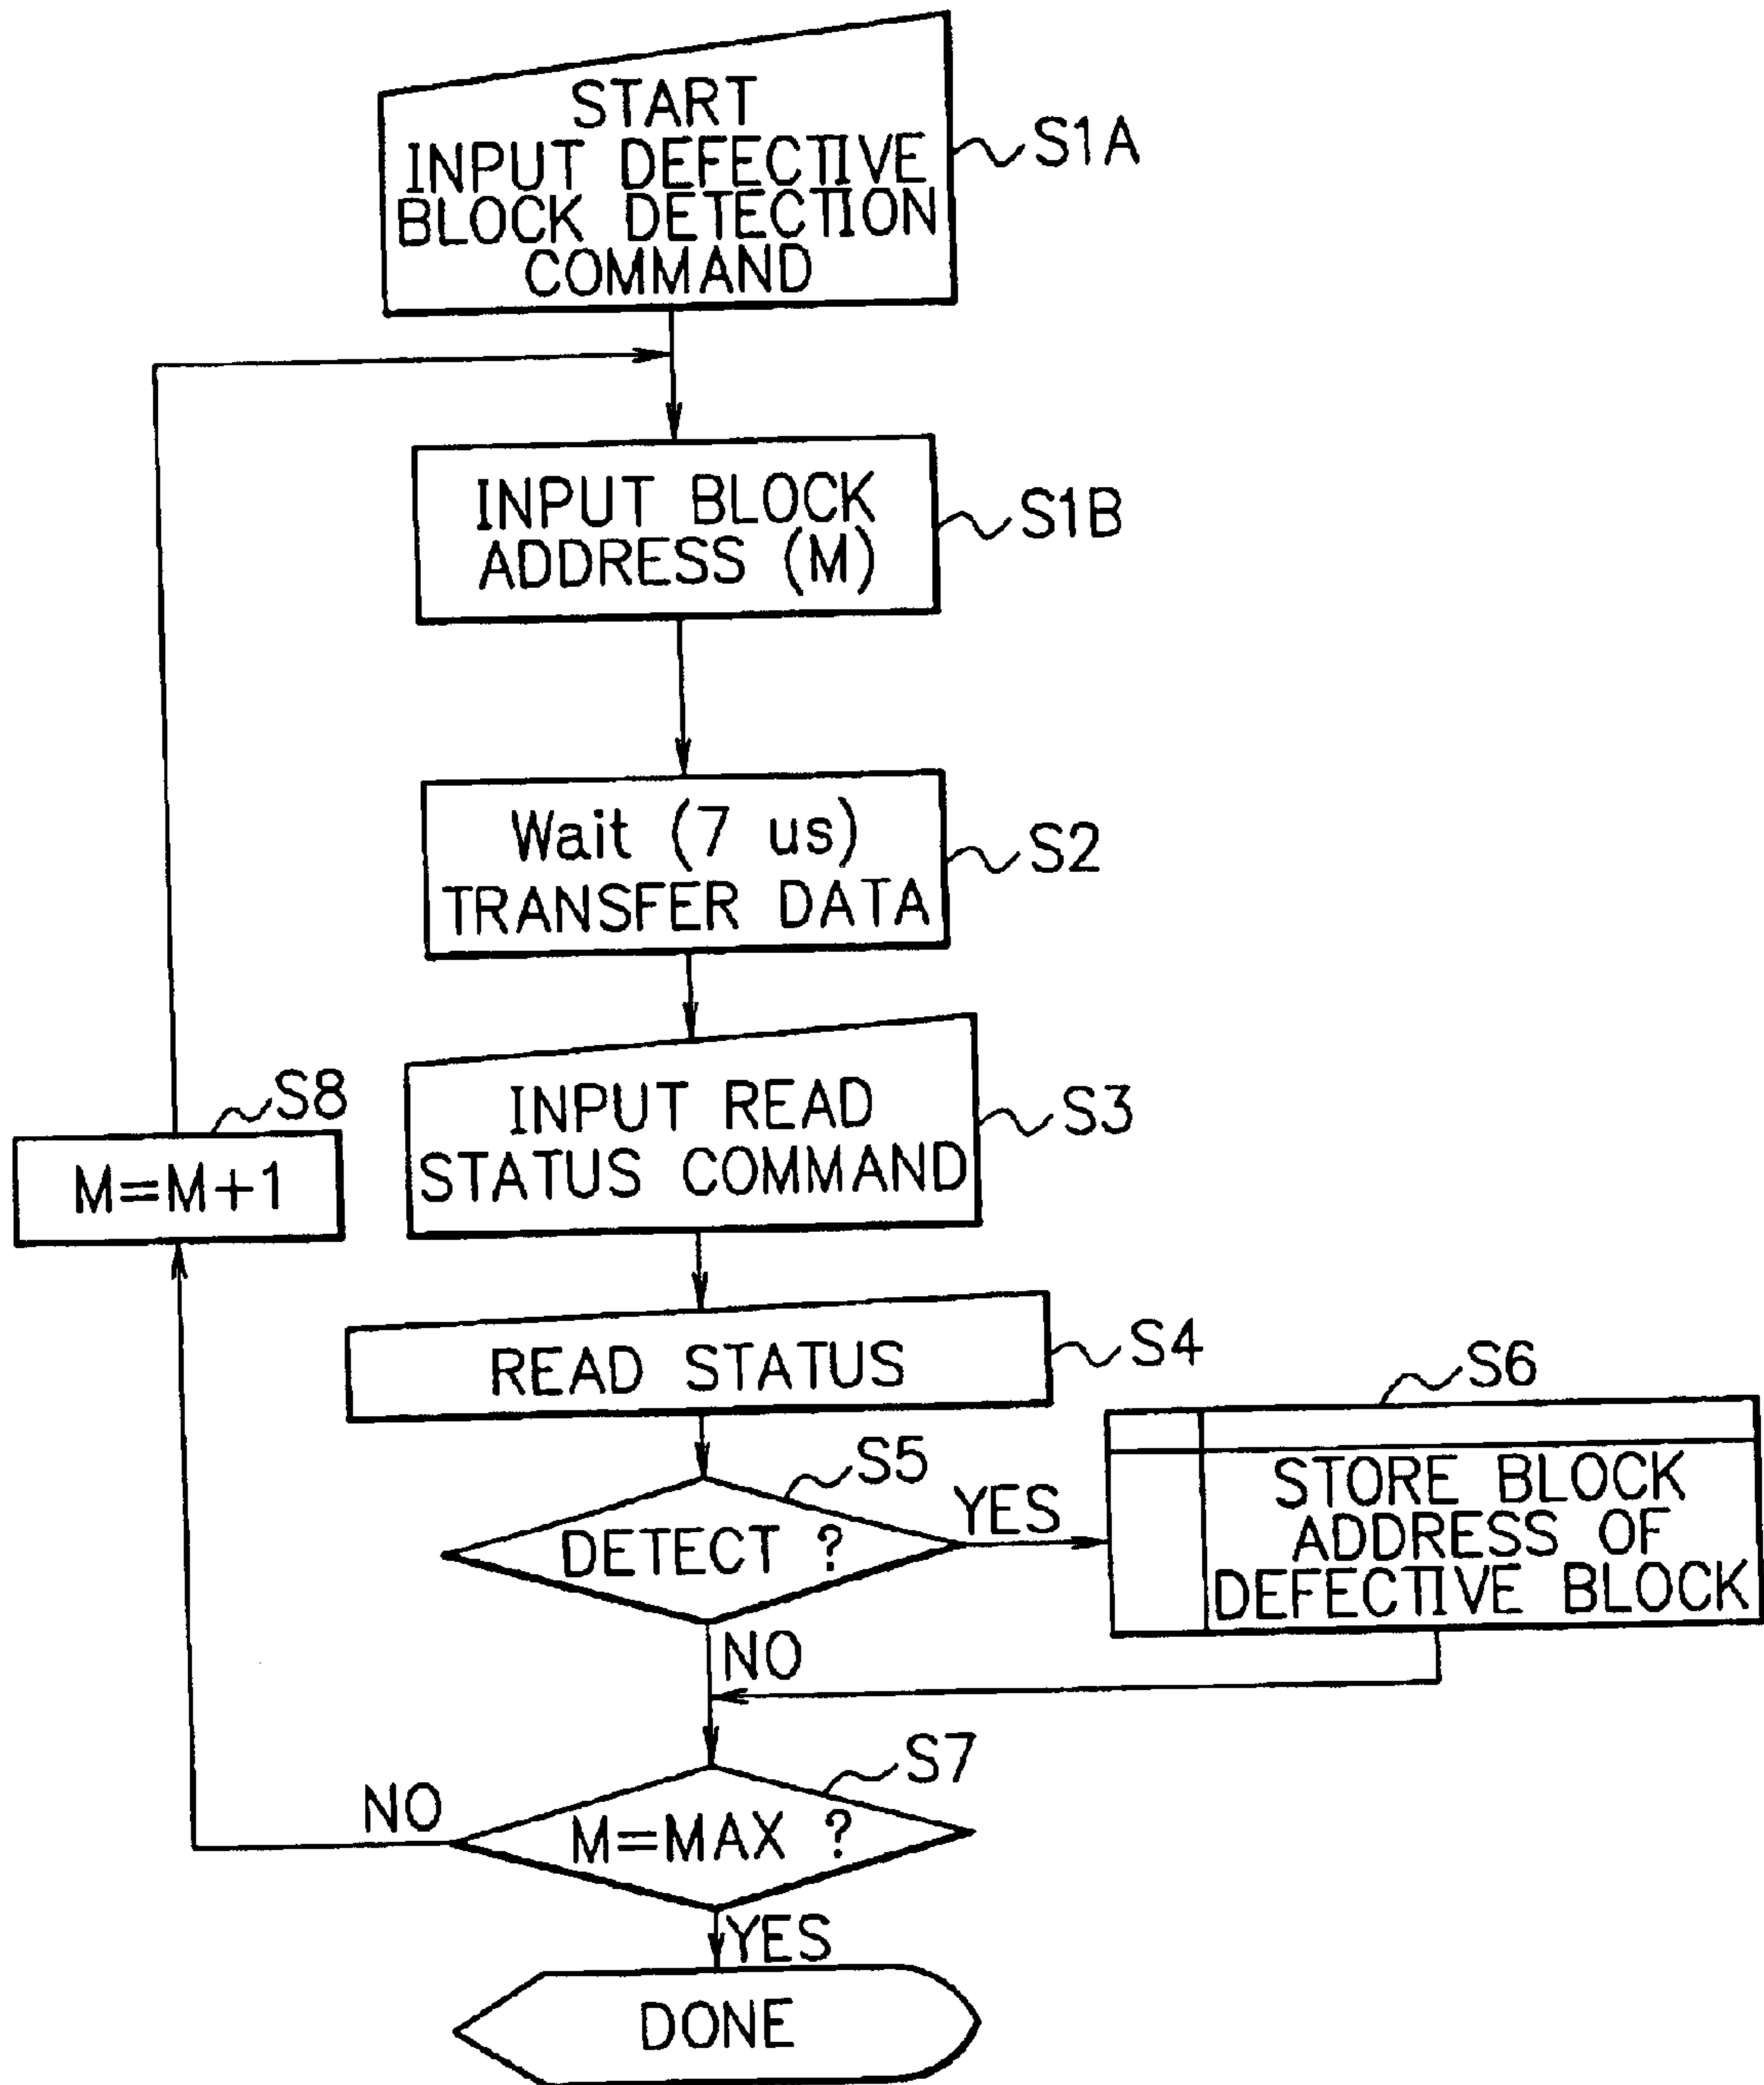 START
INPUT DEFECTIVE
BLOCK DETECTION
COMMAND
S1A
INPUT BLOCK
ADDRESS (M)
S1B
Wait (7 us)
TRANSFER DATA
S2
INPUT READ
STATUS COMMAND
S3
S8
M=M+1
READ STATUS
S4
S5
DETECT ?
YES
NO
S6
STORE BLOCK
ADDRESS OF
DEFECTIVE BLOCK
S7
M=MAX ?
NO
YES
DONE